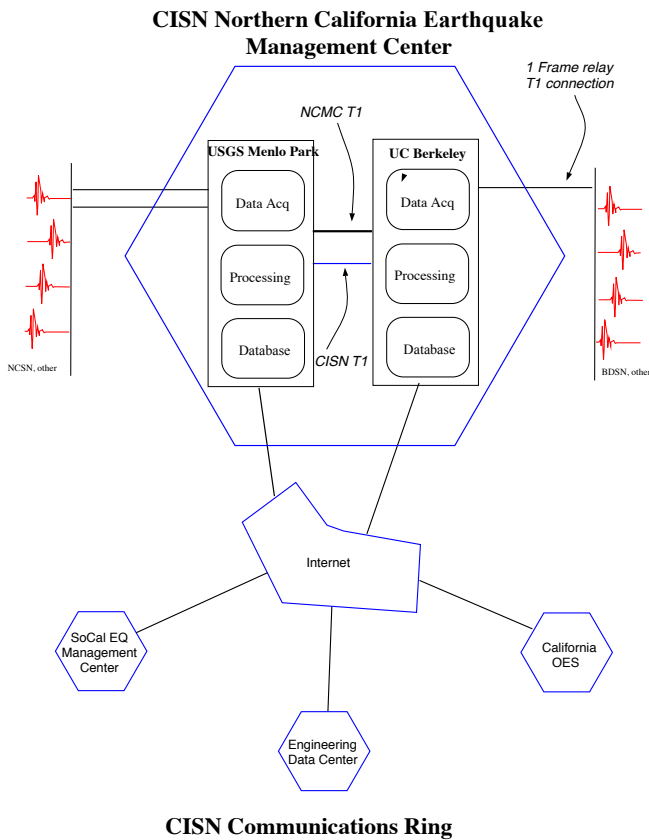 CISN Northern California Earthquake
Management Center
1 Frame relay
T1 connection
NCMC T1
USGS Menlo Park
UC Berkeley
Data Acq
Data Acq
Processing
Processing
Database
Database
CISN T1
NCSN, other
BDSN, other
Internet
SoCal EQ
Management
Center
California
OES
Engineering
Data Center
CISN Communications Ring